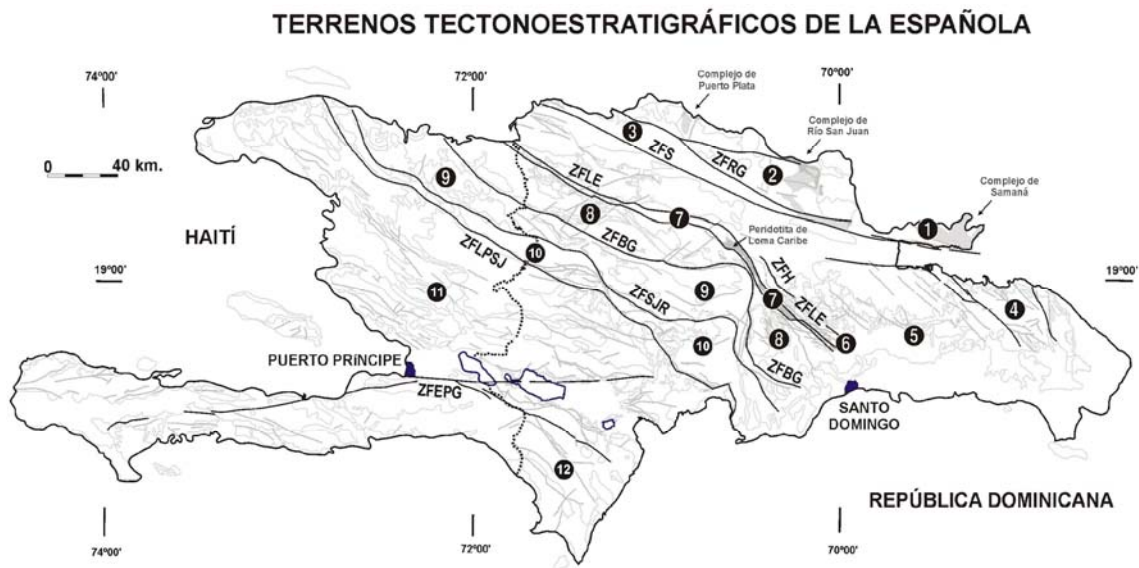 TERRENOS TECTONOESTRATIGRÁFICOS DE LA ESPAÑOLA
74º00'
72º00'
70º00'
Complejo de
Puerto Plata
Complejo de
Río San Juan
Complejo de
Samaná
0 40 km.
3
ZFS
ZFRG
2
9
ZFLE
8
7
1
HAITÍ
ZFBG
Peridotita de
Loma Caribe
ZFLPSJ
10
ZFH
19º00'
19º00'
11
ZFSJR
9
7
ZFLE
4
10
8
6
5
PUERTO PRíNCIPE
ZFBG
ZFEPG
SANTO
DOMINGO
12
REPÚBLICA DOMINICANA
74º00'
72º00'
70º00'